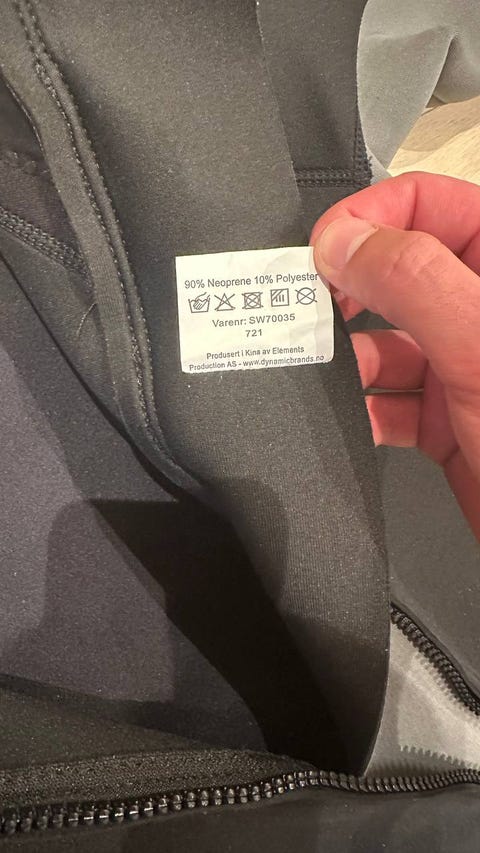 90% Neoprene 10% Polyester
Varenr: SW70035
721
Produsert i Kina av Elements
Production AS - www.dynamicbrands.no